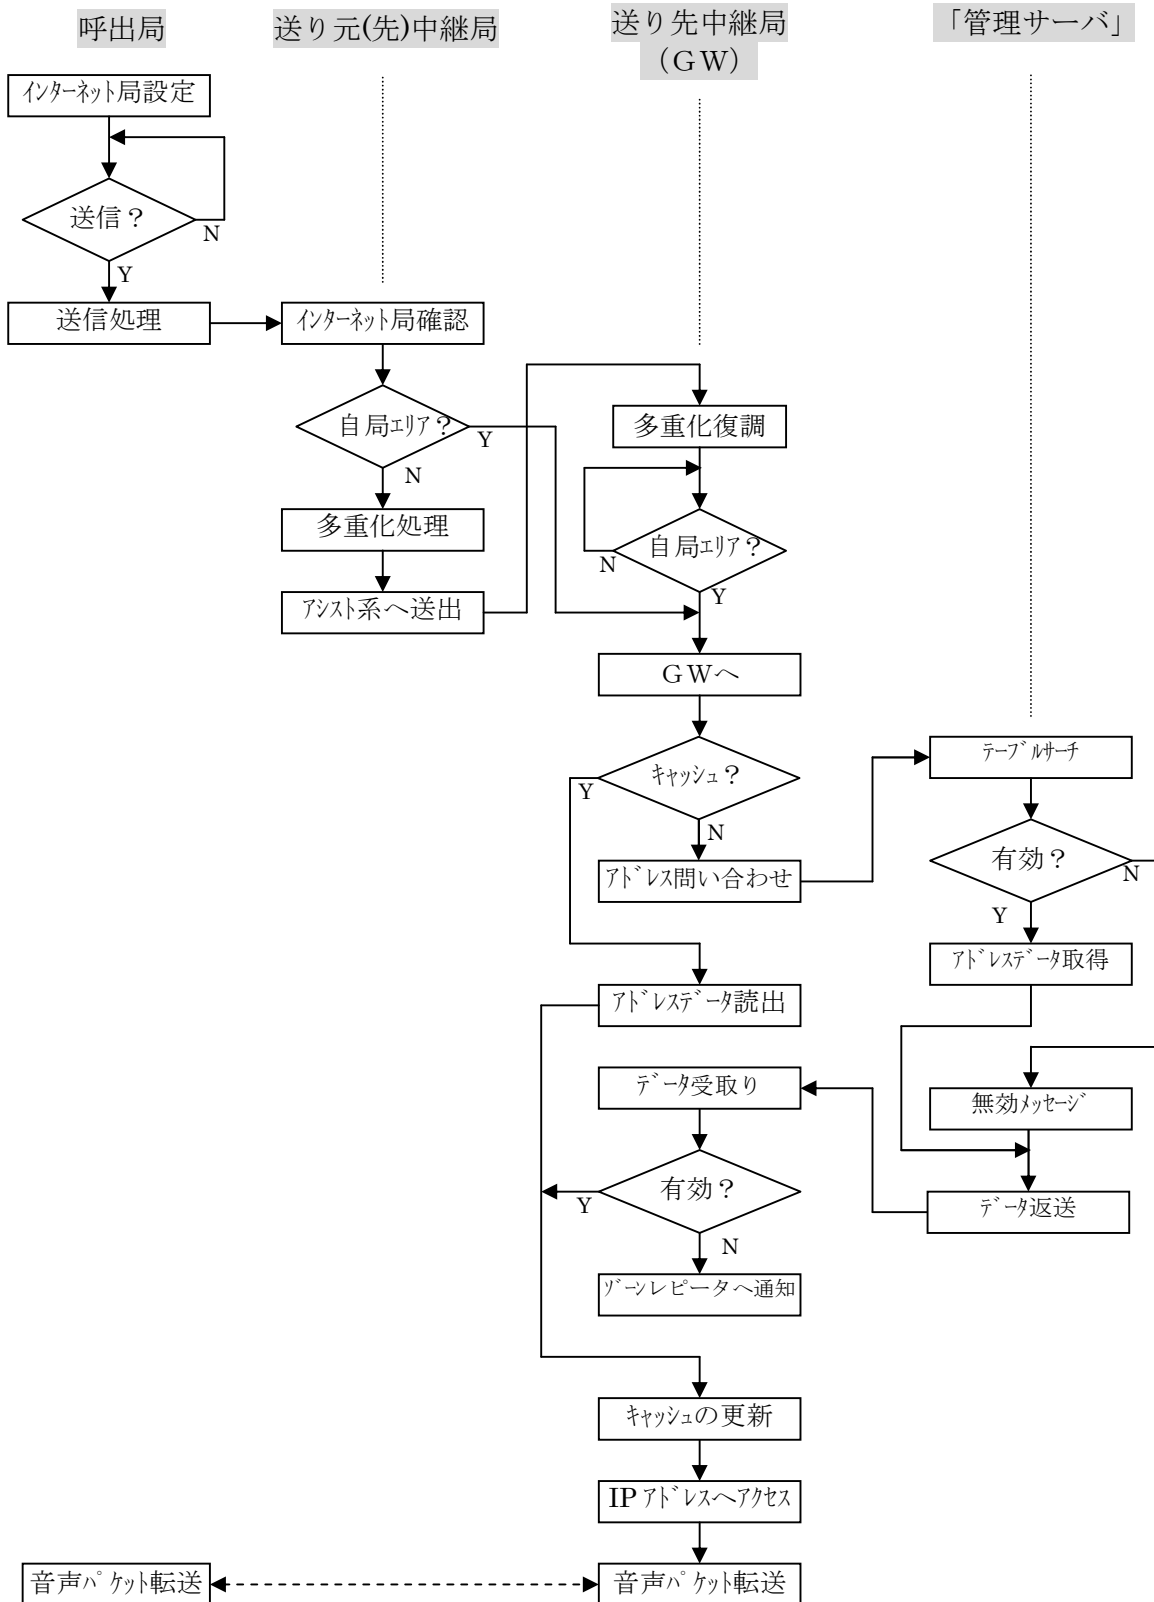 呼出局
送り元(先)中継局
送り先中継局
（ＧＷ）
「管理サーバ」
ｲﾝﾀｰﾈｯﾄ局設定
送信？
N
Y
送信処理
ｲﾝﾀｰﾈｯﾄ局確認
自局ｴﾘｱ？
Y
N
多重化処理
ｱｼｽﾄ系へ送出
多重化復調
自局ｴﾘｱ？
N
Y
ＧＷへ
ｷｬｯｼｭ？
Y
N
ｱﾄﾞﾚｽ問い合わせ
ﾃｰﾌﾞﾙｻｰﾁ
有効？
N
Y
ｱﾄﾞﾚｽﾃﾞｰﾀ取得
ｱﾄﾞﾚｽﾃﾞｰﾀ読出
ﾃﾞｰﾀ受取り
無効ﾒｯｾｰｼﾞ
有効？
Y
N
ﾃﾞｰﾀ返送
ｿﾞｰﾝレピータへ通知
ｷｬｯｼｭの更新
IP ｱﾄﾞﾚｽへｱｸｾｽ
音声ﾊﾟｹｯﾄ転送
音声ﾊﾟｹｯﾄ転送